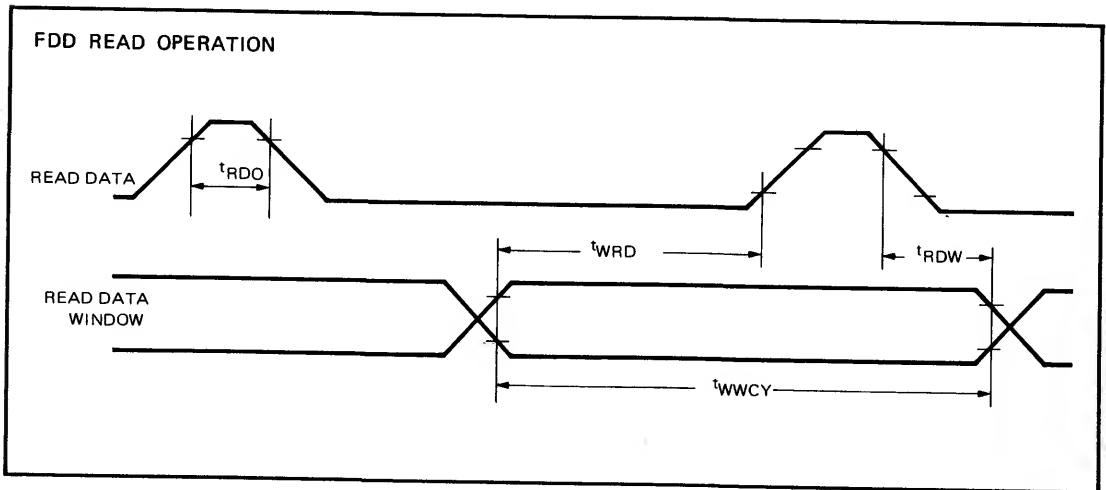 FDD READ OPERATION
READ DATA
tRDO
tWRD
tRDW
READ DATA
WINDOW
tWWCY